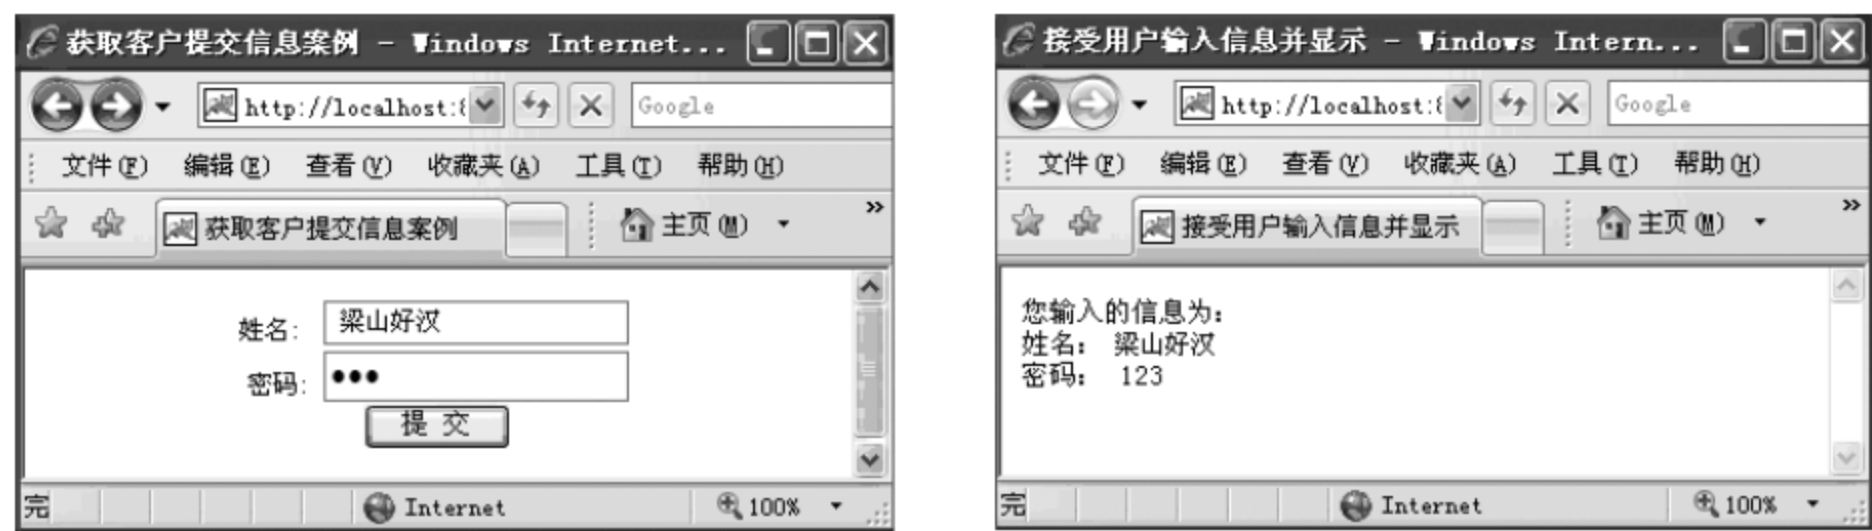 获取客户提交信息案例 - Windows Internet...
http://localhost:8
Google
文件(F) 编辑(E) 查看(V) 收藏夹(A) 工具(T) 帮助(H)
获取客户提交信息案例
主页(M)
»
姓名: 梁山好汉
密码: •••
提 交
完
Internet
100%
接受用户输入信息并显示 - Windows Intern...
http://localhost:8
Google
文件(F) 编辑(E) 查看(V) 收藏夹(A) 工具(T) 帮助(H)
接受用户输入信息并显示
主页(M)
»
您输入的信息为:
姓名: 梁山好汉
密码: 123
完
Internet
100%